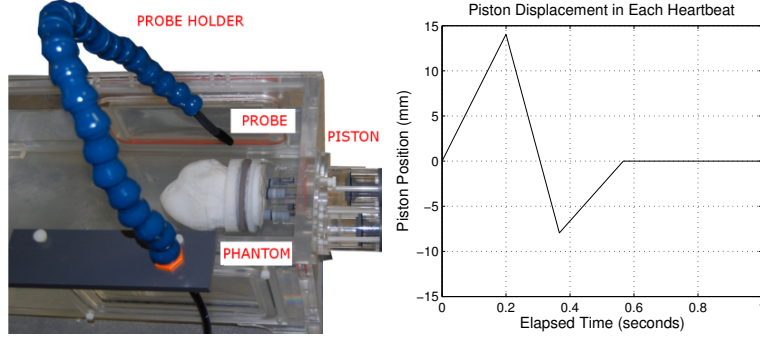 PROBE HOLDER
PROBE
PISTON
PHANTOM
Piston Displacement in Each Heartbeat
Piston Position (mm)
15
10
5
0
−5
−10
−15
0 0.2 0.4 0.6 0.8 1
Elapsed Time (seconds)